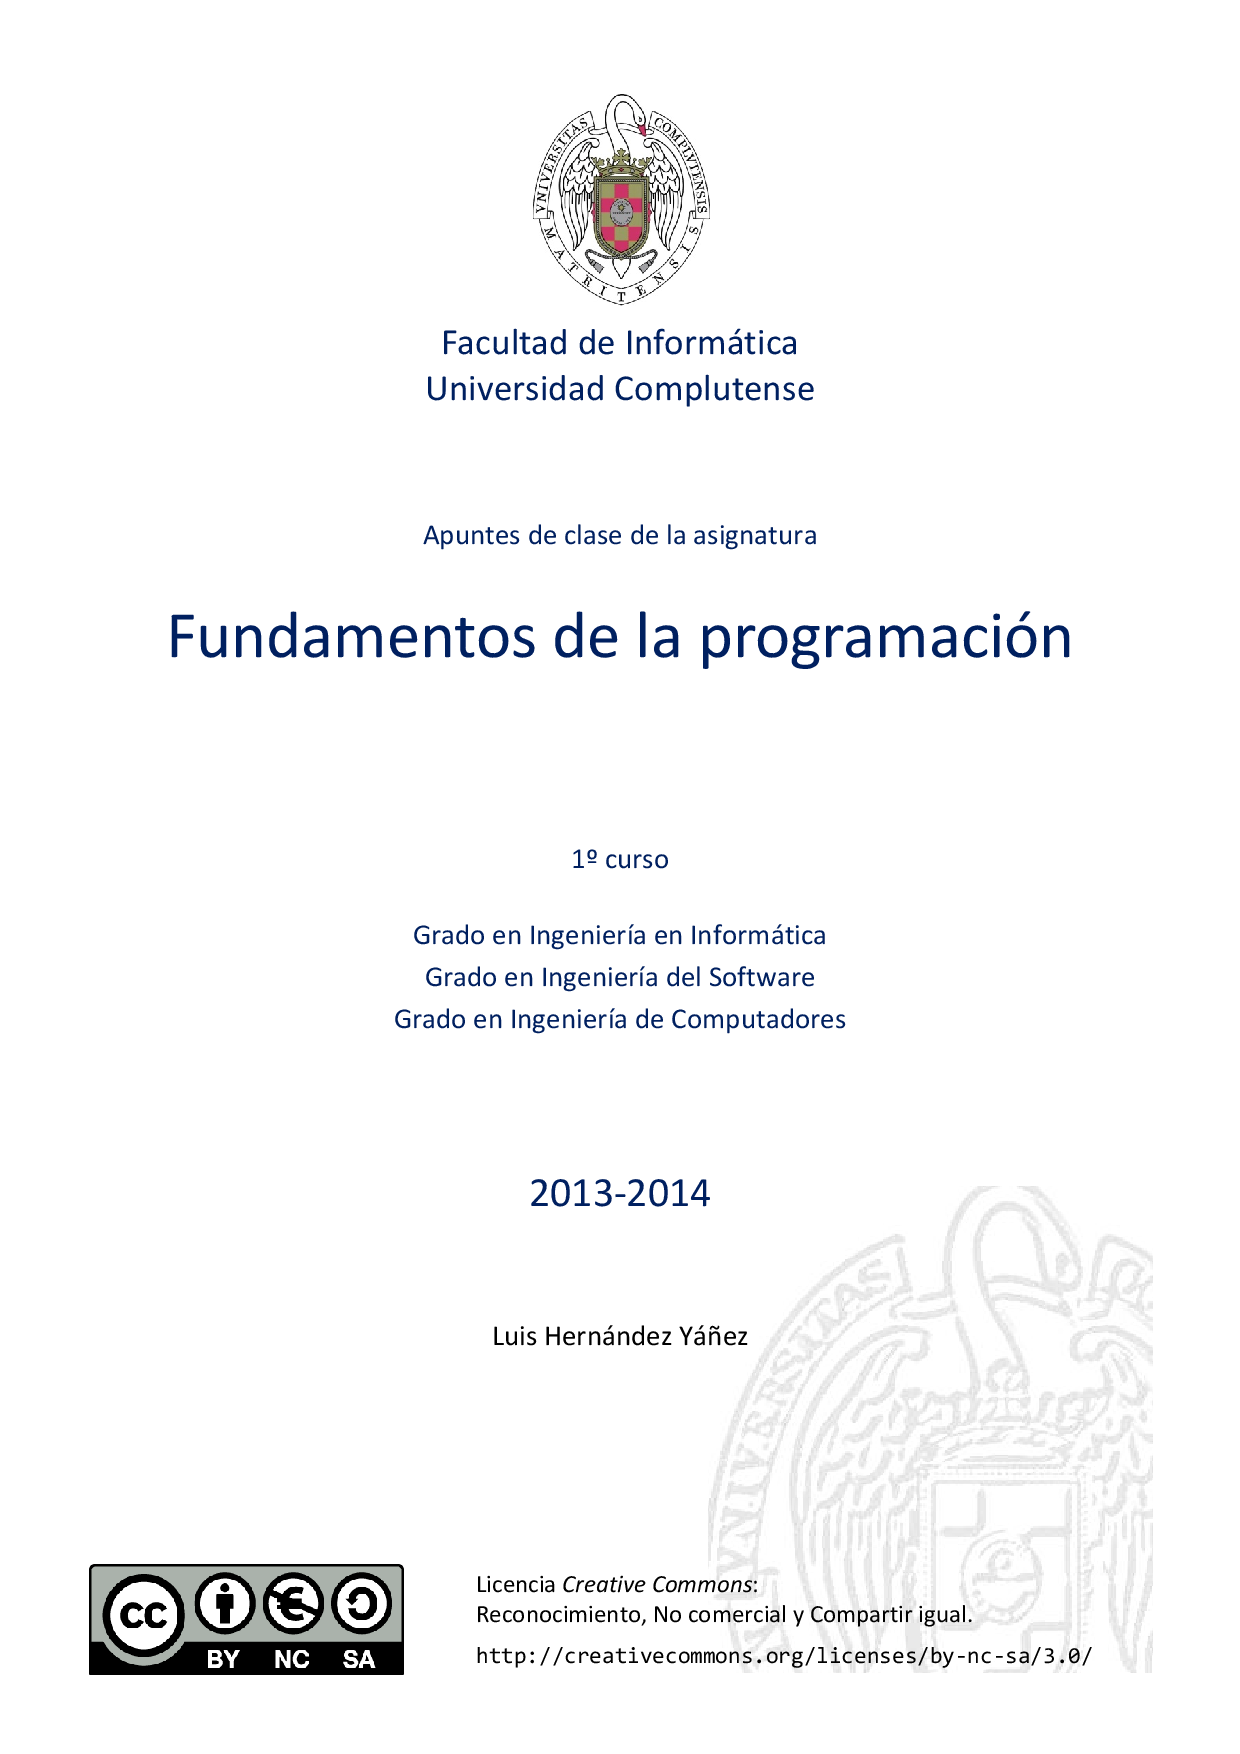 VNIVERSITAS COMPLVTENSIS
MATRITENSIS
Facultad de Informática
Universidad Complutense
Apuntes de clase de la asignatura
Fundamentos de la programación
1º curso
Grado en Ingeniería en Informática
Grado en Ingeniería del Software
Grado en Ingeniería de Computadores
2013-2014
Luis Hernández Yáñez
VNIVERSITAS
cc
BY NC SA
Licencia Creative Commons:
Reconocimiento, No comercial y Compartir igual.
http://creativecommons.org/licenses/by-nc-sa/3.0/